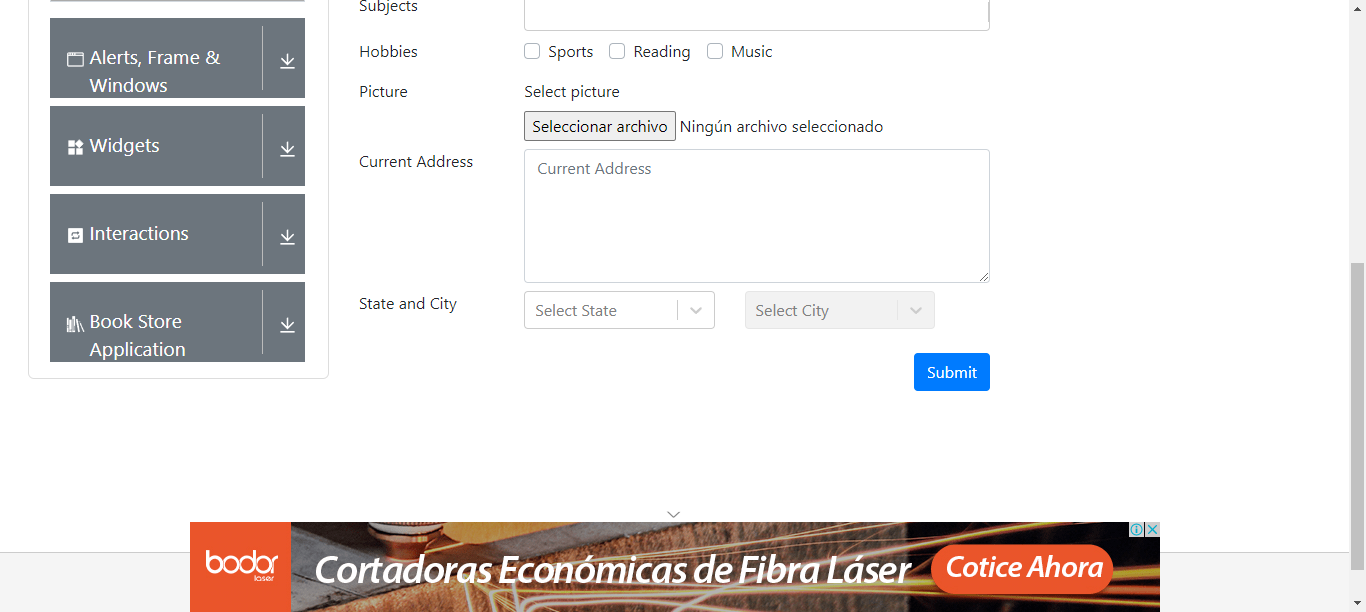 Subjects
Alerts, Frame &
Windows
Hobbies
Sports
Reading
Music
Picture
Select picture
Seleccionar archivo Ningún archivo seleccionado
Widgets
Current Address
Current Address
Interactions
State and City
Select State
Select City
Book Store
Application
Submit
bodor
laser
Cortadoras Económicas de Fibra Láser
Cotice Ahora